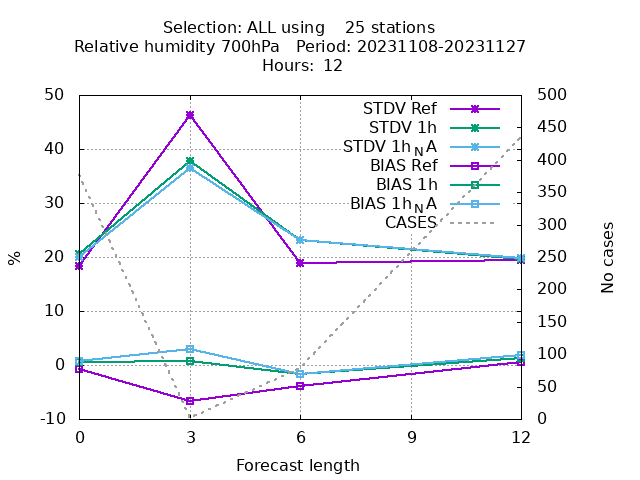 Selection: ALL using    25 stations
Relative humidity 700hPa   Period: 20231108-20231127
Hours:  12
STDV Ref
STDV 1h
STDV 1h_NA
BIAS Ref
BIAS 1h
BIAS 1h_NA
CASES
50
40
30
20
10
0
-10
%
500
450
400
350
300
250
200
150
100
50
0
No cases
0 3 6 9 12
Forecast length